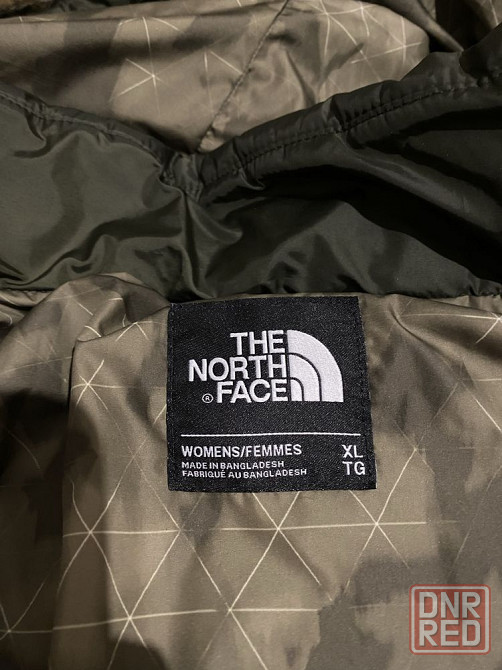 THE
NORTH
FACE
®
WOMENS/FEMMES XL
MADE IN BANGLADESH TG
FABRIQUÉ AU BANGLADESH
DNR
RED